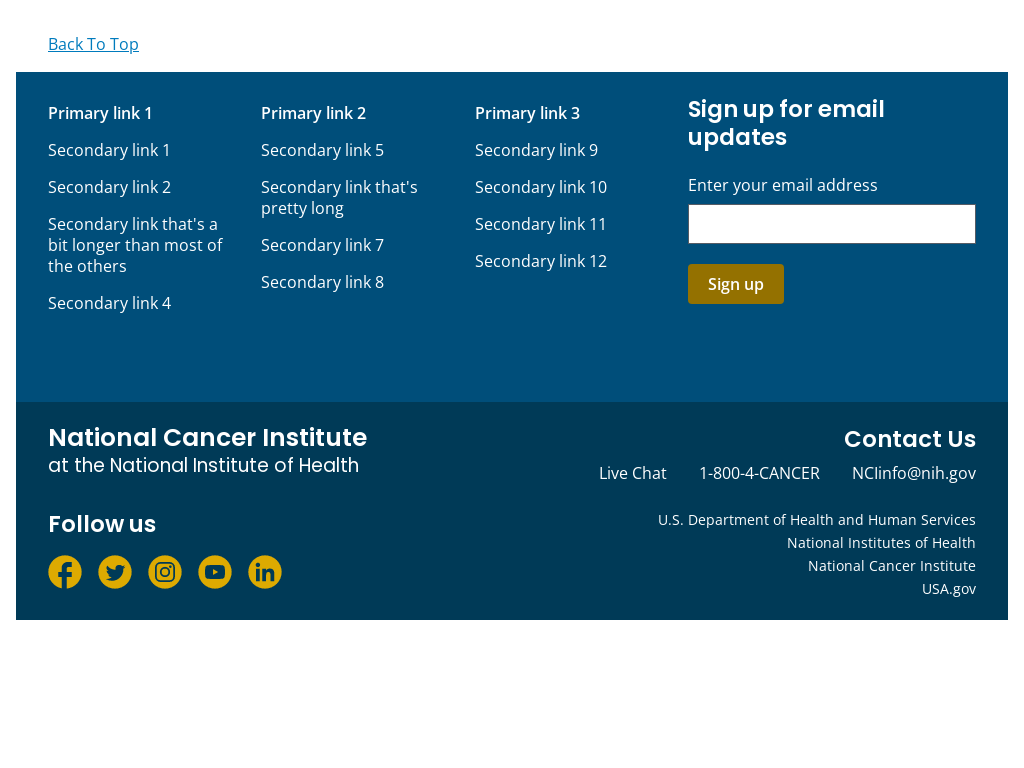 Back To Top
Primary link 1
Secondary link 1
Secondary link 2
Secondary link that's a
bit longer than most of
the others
Secondary link 4
Primary link 2
Secondary link 5
Secondary link that's
pretty long
Secondary link 7
Secondary link 8
Primary link 3
Secondary link 9
Secondary link 10
Secondary link 11
Secondary link 12
Sign up for email
updates
Enter your email address
Sign up
National Cancer Institute
at the National Institute of Health
Follow us
Contact Us
Live Chat 1-800-4-CANCER NCIinfo@nih.gov
U.S. Department of Health and Human Services
National Institutes of Health
National Cancer Institute
USA.gov